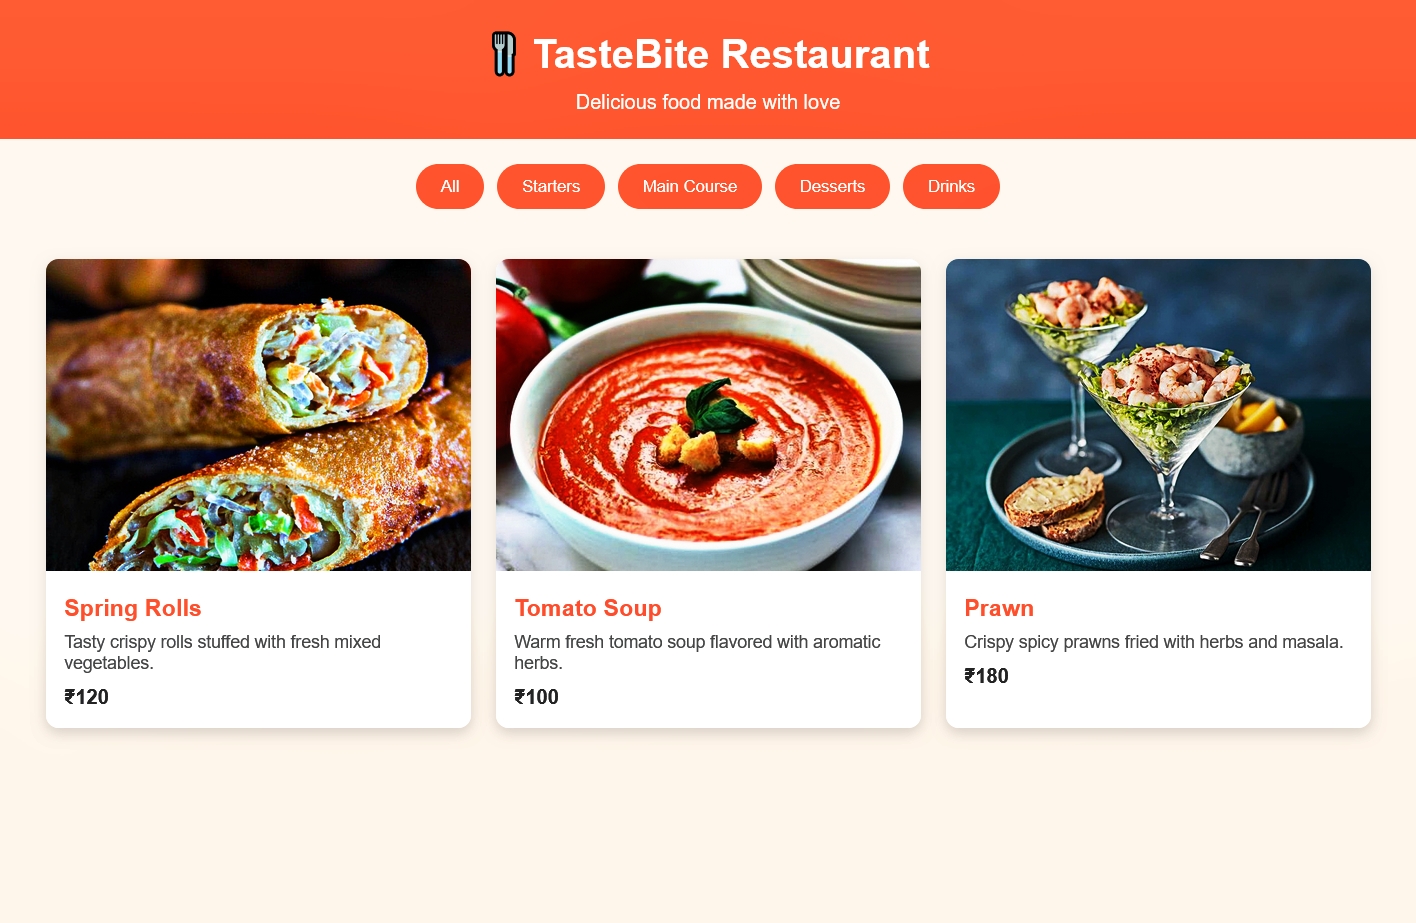 TasteBite Restaurant
Delicious food made with love
All
Starters
Main Course
Desserts
Drinks
Spring Rolls
Tasty crispy rolls stuffed with fresh mixed
vegetables.
₹120
Tomato Soup
Warm fresh tomato soup flavored with aromatic
herbs.
₹100
Prawn
Crispy spicy prawns fried with herbs and masala.
₹180